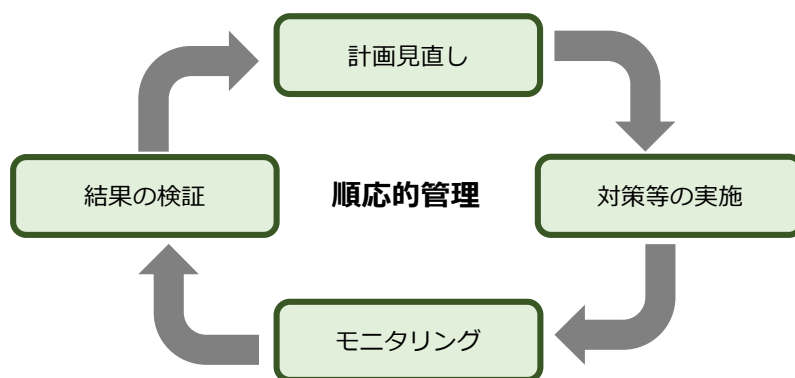 計画見直し
結果の検証
順応的管理
対策等の実施
モニタリング